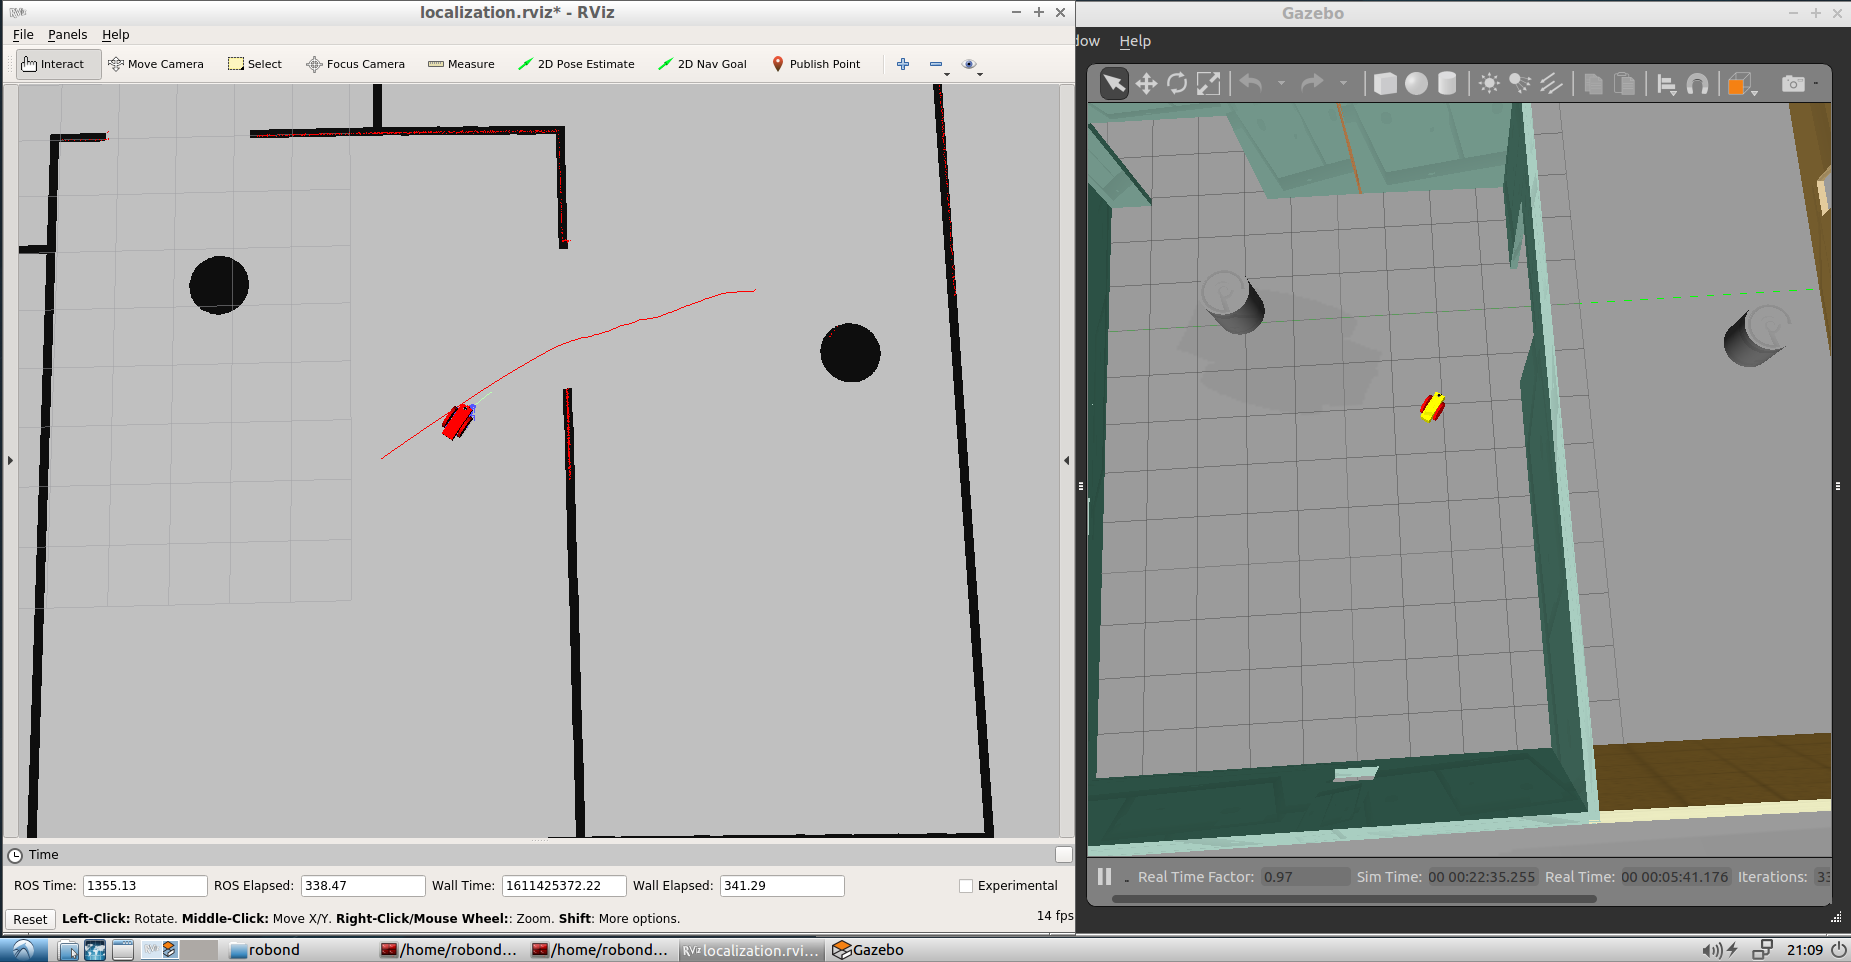 localization.rviz* - RViz
File Panels Help
Interact Move Camera Select Focus Camera Measure 2D Pose Estimate 2D Nav Goal Publish Point
Time
ROS Time: 1355.13 ROS Elapsed: 338.47 Wall Time: 1611425372.22 Wall Elapsed: 341.29 Experimental
Reset Left-Click: Rotate. Middle-Click: Move X/Y. Right-Click/Mouse Wheel:: Zoom. Shift: More options. 14 fps
Gazebo
dow Help
Real Time Factor: 0.97 Sim Time: 00 00:22:35.255 Real Time: 00 00:05:41.176 Iterations: 33
robond /home/robond... /home/robond... RViz localization.rvi... Gazebo 21:09